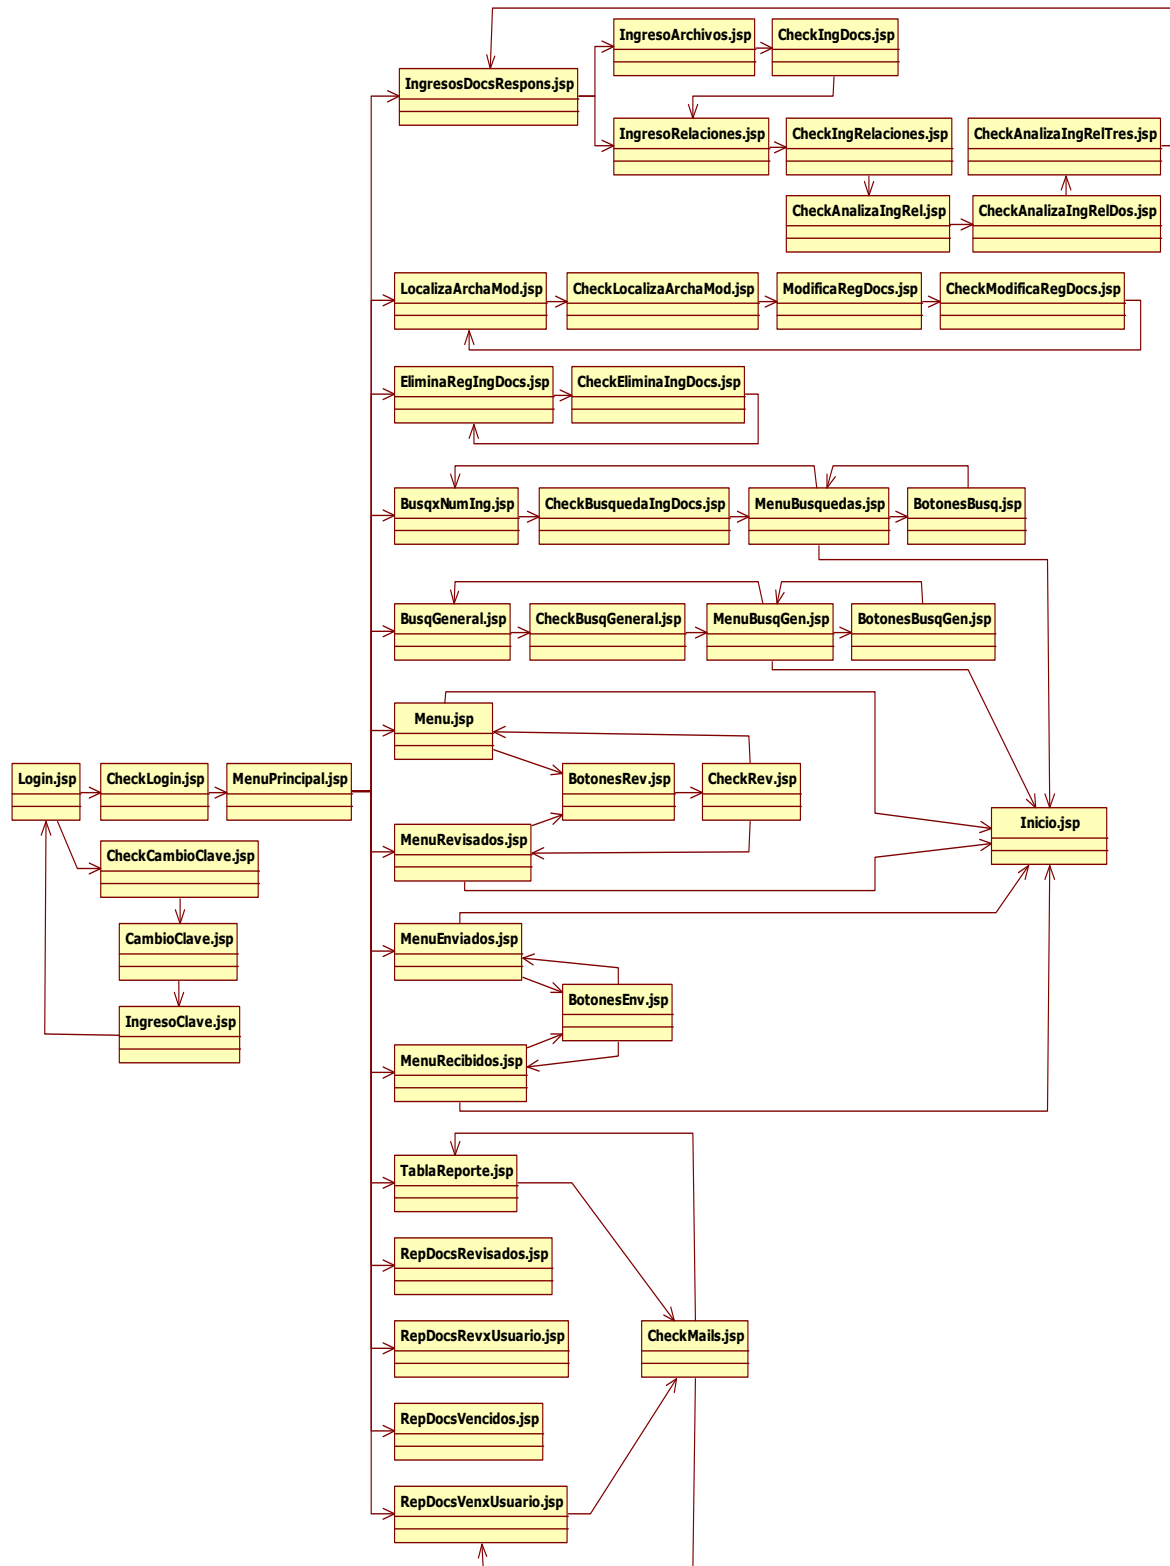 IngresoArchivos.jsp
CheckIngDocs.jsp
IngresosDocsRespons.jsp
IngresoRelaciones.jsp
CheckIngRelaciones.jsp
CheckAnalizaIngRelTres.jsp
CheckAnalizaIngRel.jsp
CheckAnalizaIngRelDos.jsp
LocalizaArchaMod.jsp
CheckLocalizaArchaMod.jsp
ModificaRegDocs.jsp
CheckModificaRegDocs.jsp
EliminaRegIngDocs.jsp
CheckEliminaIngDocs.jsp
BusqxNumIng.jsp
CheckBusquedaIngDocs.jsp
MenuBusquedas.jsp
BotonesBusq.jsp
BusqGeneral.jsp
CheckBusqGeneral.jsp
MenuBusqGen.jsp
BotonesBusqGen.jsp
Menu.jsp
Login.jsp
CheckLogin.jsp
MenuPrincipal.jsp
BotonesRev.jsp
CheckRev.jsp
Inicio.jsp
MenuRevisados.jsp
CheckCambioClave.jsp
CambioClave.jsp
MenuEnviados.jsp
BotonesEnv.jsp
IngresoClave.jsp
MenuRecibidos.jsp
TablaReporte.jsp
RepDocsRevisados.jsp
RepDocsRevxUsuario.jsp
CheckMails.jsp
RepDocsVencidos.jsp
RepDocsVenxUsuario.jsp